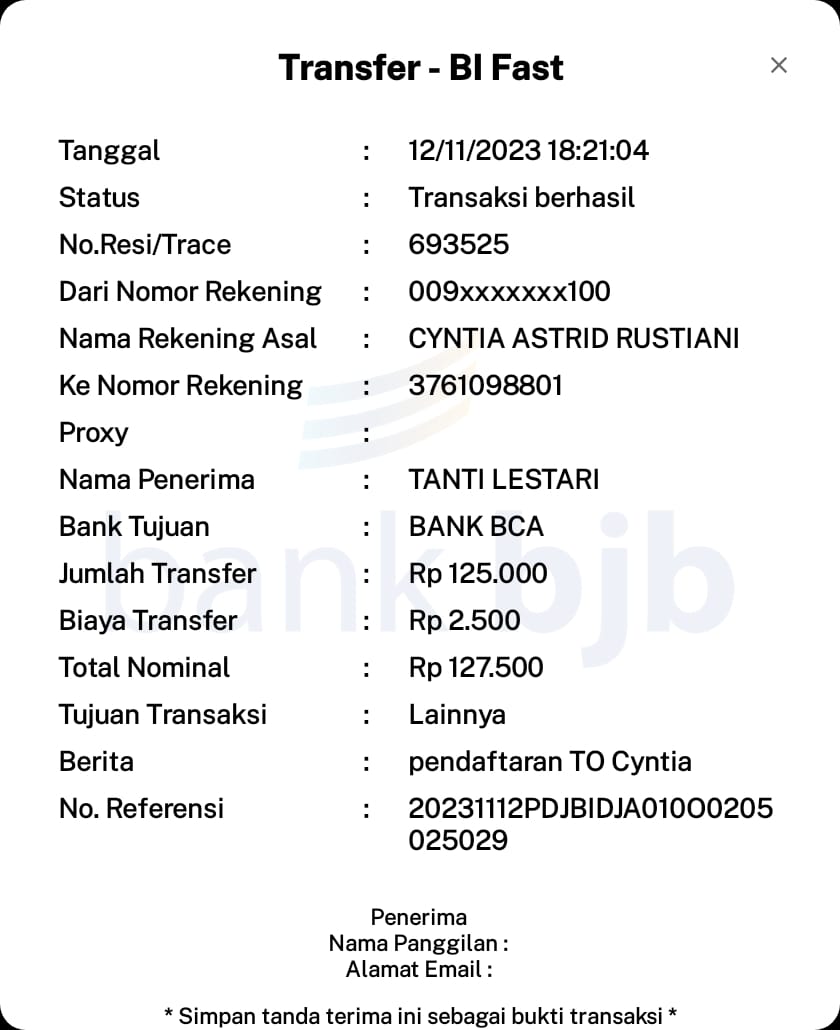 Transfer - BI Fast
Tanggal : 12/11/2023 18:21:04
Status : Transaksi berhasil
No.Resi/Trace : 693525
Dari Nomor Rekening : 009xxxxxxx100
Nama Rekening Asal : CYNTIA ASTRID RUSTIANI
Ke Nomor Rekening : 3761098801
Proxy :
Nama Penerima : TANTI LESTARI
Bank Tujuan : BANK BCA
Jumlah Transfer : Rp 125.000
Biaya Transfer : Rp 2.500
Total Nominal : Rp 127.500
Tujuan Transaksi : Lainnya
Berita : pendaftaran TO Cyntia
No. Referensi : 20231112PDJBIDJA010O0205
025029
bank bjb
Penerima
Nama Panggilan :
Alamat Email :
* Simpan tanda terima ini sebagai bukti transaksi *